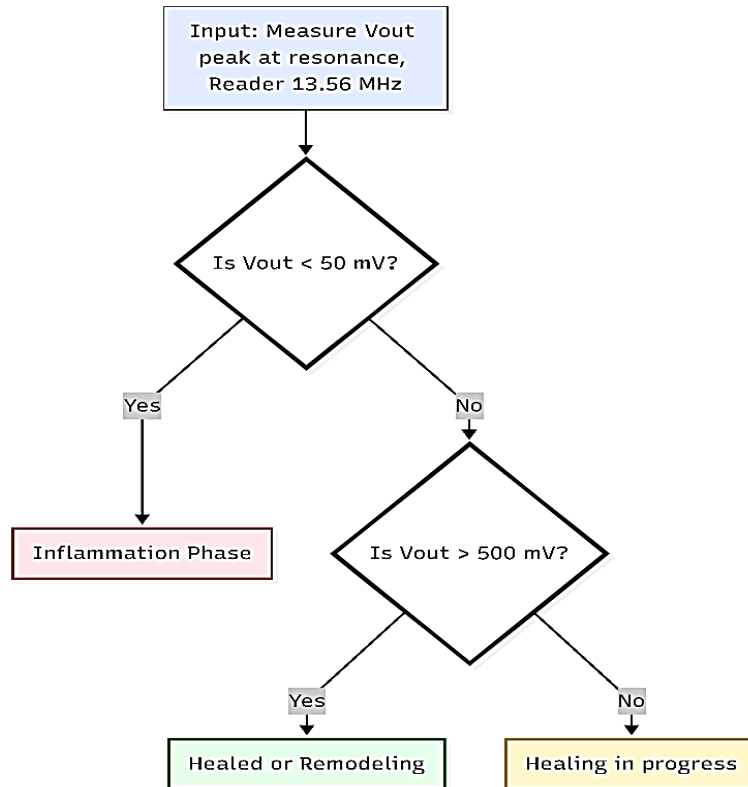 Input: Measure Vout
peak at resonance,
Reader 13.56 MHz
Is Vout < 50 mV?
Yes
No
Inflammation Phase
Is Vout > 500 mV?
Yes
No
Healed or Remodeling
Healing in progress